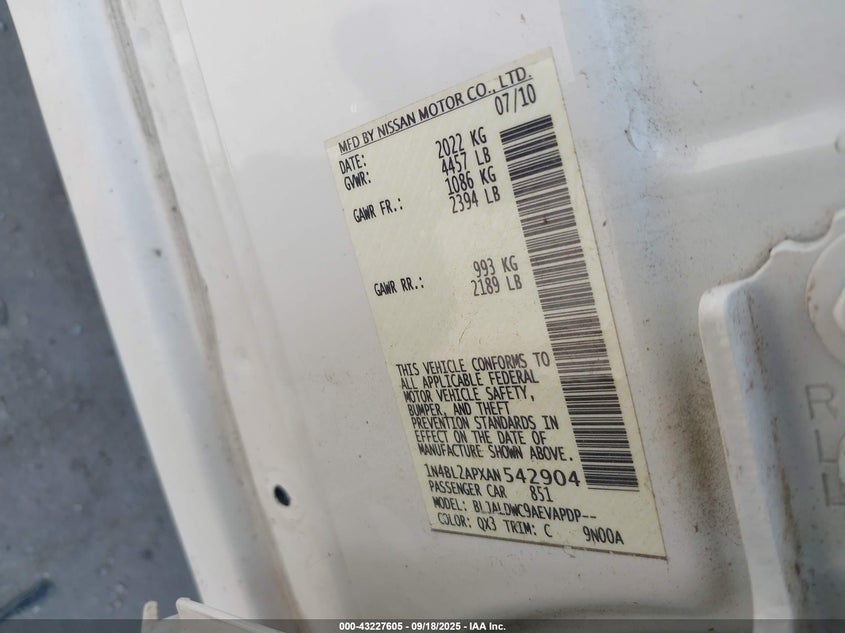 MFD BY NISSAN MOTOR CO., LTD.
DATE: 07/10
GVWR: 2022 KG
4457 LB
GAWR FR.: 1086 KG
2394 LB
GAWR RR.: 993 KG
2189 LB
THIS VEHICLE CONFORMS TO
ALL APPLICABLE FEDERAL
MOTOR VEHICLE SAFETY,
BUMPER, AND THEFT
PREVENTION STANDARDS IN
EFFECT ON THE DATE OF
MANUFACTURE SHOWN ABOVE.
1N4BL2APXAN542904
PASSENGER CAR 851
MODEL: BLJALDWC9AEVAPDP--
COLOR: QX3 TRIM: C 9N00A
000-43227605 - 09/18/2025 - IAA Inc.